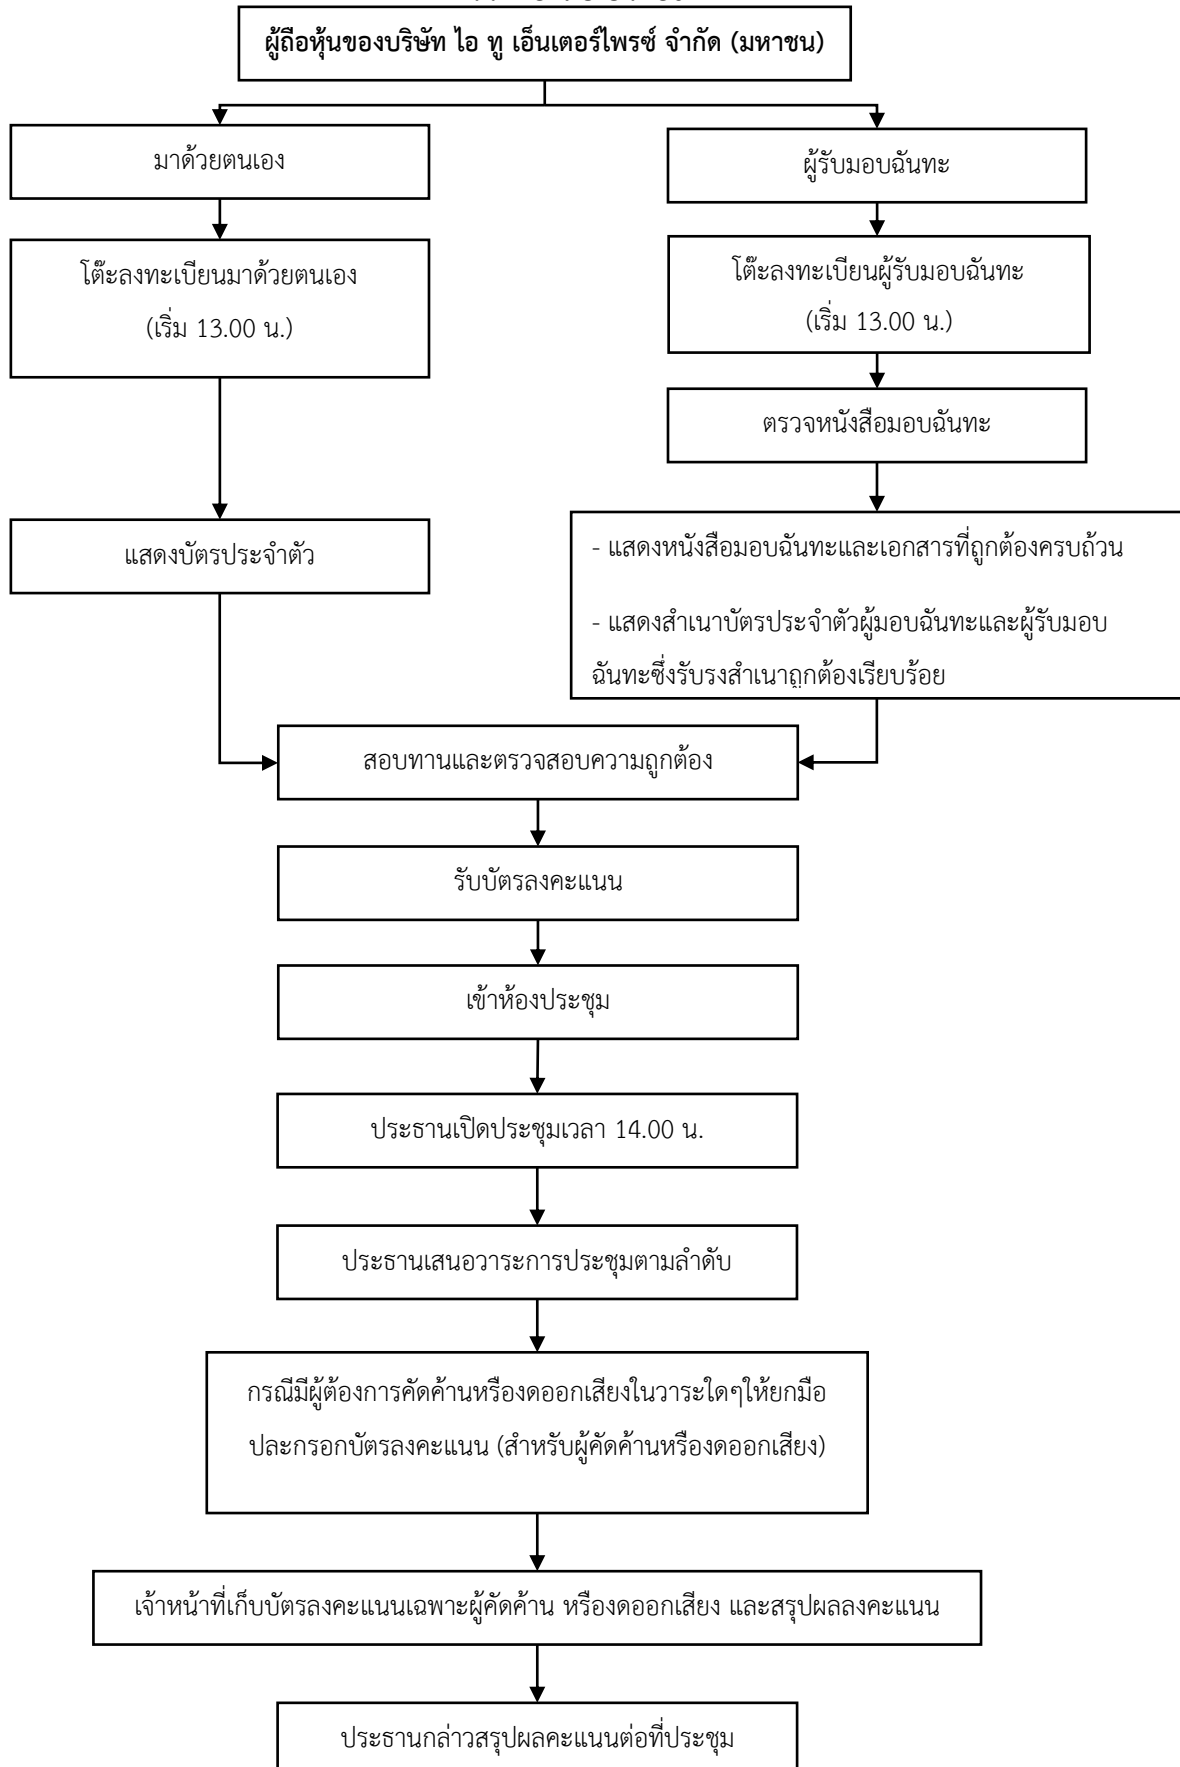 ผู้ถือหุ้นของบริษัท ไอ ทู เอ็นเตอร์ไพรซ์ จำกัด (มหาชน)
มาด้วยตนเอง
ผู้รับมอบฉันทะ
โต๊ะลงทะเบียนมาด้วยตนเอง
(เริ่ม 13.00 น.)
โต๊ะลงทะเบียนผู้รับมอบฉันทะ
(เริ่ม 13.00 น.)
ตรวจหนังสือมอบฉันทะ
แสดงบัตรประจำตัว
- แสดงหนังสือมอบฉันทะและเอกสารที่ถูกต้องครบถ้วน
- แสดงสำเนาบัตรประจำตัวผู้มอบฉันทะและผู้รับมอบ
ฉันทะซึ่งรับรงสำเนาถูกต้องเรียบร้อย
สอบทานและตรวจสอบความถูกต้อง
รับบัตรลงคะแนน
เข้าห้องประชุม
ประธานเปิดประชุมเวลา 14.00 น.
ประธานเสนอวาระการประชุมตามลำดับ
กรณีมีผู้ต้องการคัดค้านหรืองดออกเสียงในวาระใดๆให้ยกมือ
ปละกรอกบัตรลงคะแนน (สำหรับผู้คัดค้านหรืองดออกเสียง)
เจ้าหน้าที่เก็บบัตรลงคะแนนเฉพาะผู้คัดค้าน หรืองดออกเสียง และสรุปผลลงคะแนน
ประธานกล่าวสรุปผลคะแนนต่อที่ประชุม